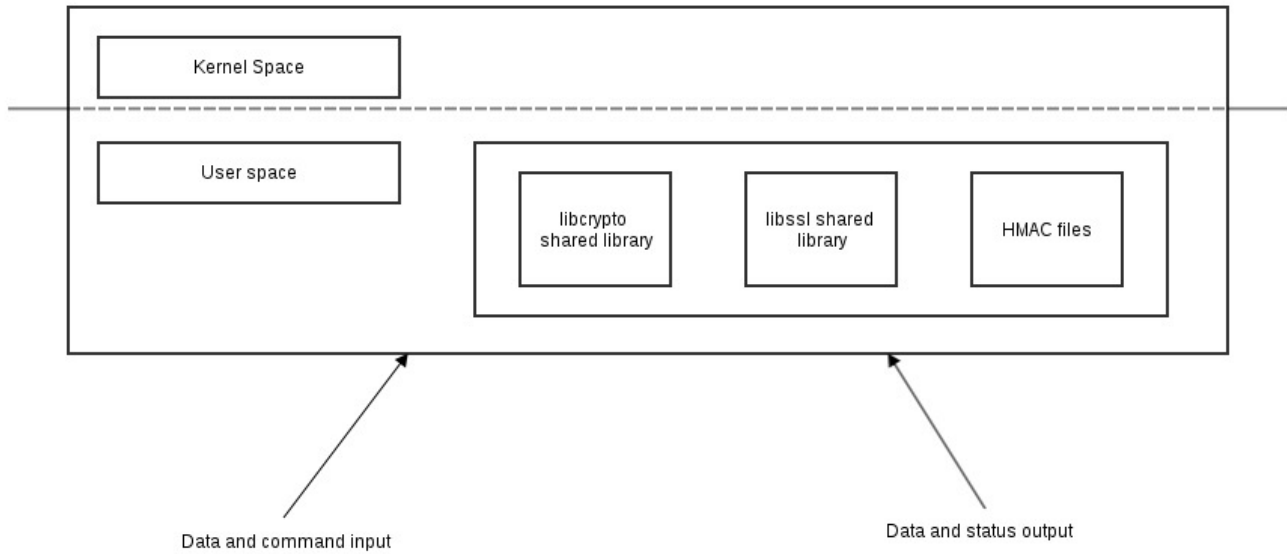 Kernel Space
User space
libcrypto
shared library
libssl shared
library
HMAC files
Data and command input
Data and status output